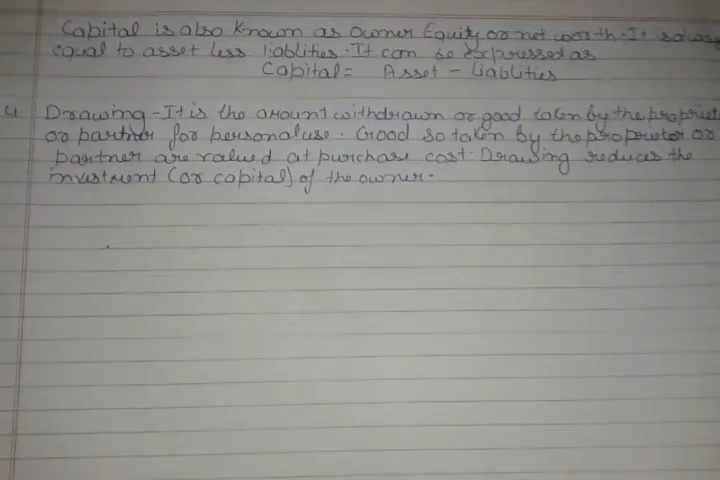 Capital is also known as owner Equity or net worth. It is alway
equal to asset less liablities. It can be expressed as
Capital = Asset - Liablities
4 Drawing - It is the amount withdrawn or good taken by the propriet
or partner for personal use. Good so taken by the proprietor or
partner are valued at purchase cost. Drawing reduces the
investment (or capital) of the owner.